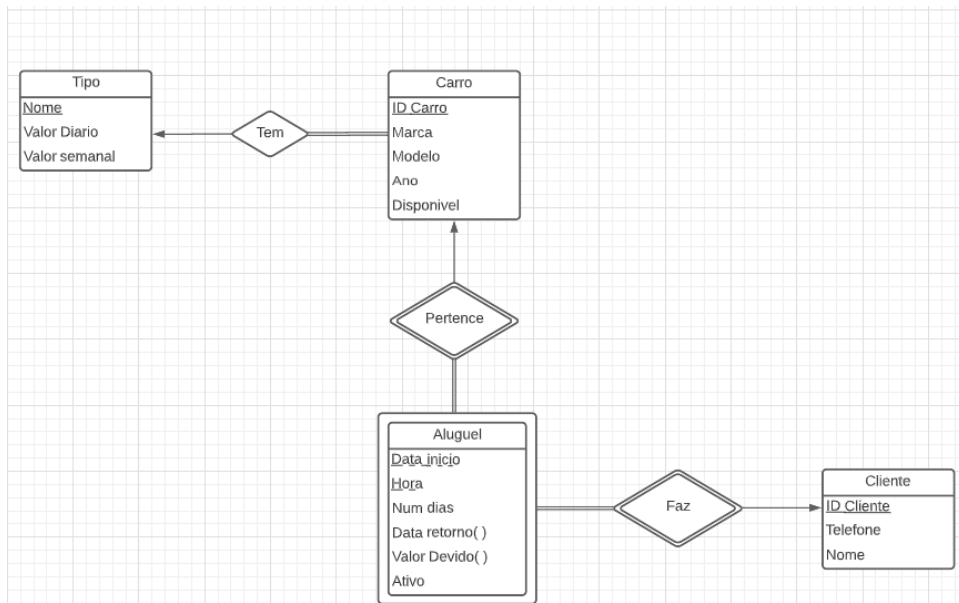 Tipo
Nome
Valor Diario
Valor semanal
Tem
Carro
ID Carro
Marca
Modelo
Ano
Disponivel
Pertence
Aluguel
Data inicio
Hora
Num dias
Data retorno( )
Valor Devido( )
Ativo
Faz
Cliente
ID Cliente
Telefone
Nome